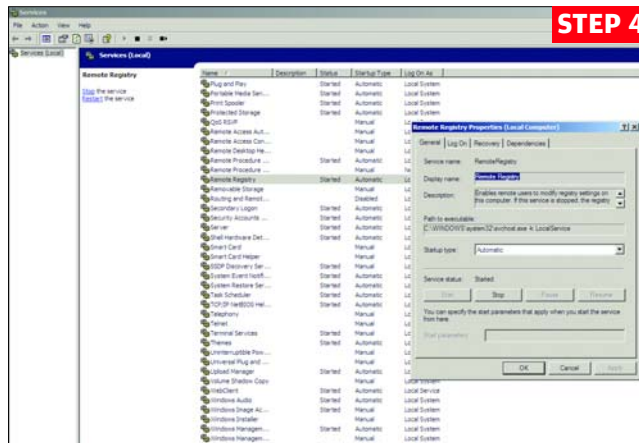 STEP 4
Services
File Action View Help
Services (Local)
Services (Local)
Remote Registry
Stop the service
Restart the service
Name Description Status Startup Type Log On As
Plug and Play Started Automatic Local System
Portable Media Seri... Started Automatic Local System
Print Spooler Started Automatic Local System
Protected Storage Started Automatic Local System
QoS RSVP Manual
Remote Access Aut... Manual
Remote Access Con... Manual
Remote Desktop He... Manual
Remote Procedure ... Started Automatic
Remote Procedure ... Manual
Remote Registry Started Automatic
Removable Storage Manual
Routing and Remot... Disabled
Secondary Logon Started Automatic
Security Accounts ... Started Automatic
Server Started Automatic
Shell Hardware Det... Started Automatic
Smart Card Manual
Smart Card Helper Manual
SSDP Discovery Ser... Started Manual
System Event Notifi... Started Automatic
System Restore Ser... Started Automatic
Task Scheduler Started Automatic
TCP/IP NetBIOS Hel... Started Automatic
Telephony Manual
Telnet Manual
Terminal Services Started Manual
Themes Started Automatic
Uninterruptible Pow... Manual
Universal Plug and ... Manual
Upload Manager Started Automatic
Volume Shadow Copy Manual Local System
WebClient Started Automatic Local Service
Windows Audio Started Automatic Local System
Windows Image Ac... Started Manual Local System
Windows Installer Manual Local System
Windows Managem... Started Automatic Local System
Windows Managem... Manual Local System
Remote Registry Properties (Local Computer)
General Log On Recovery Dependencies
Service name: RemoteRegistry
Display name: Remote Registry
Description: Enables remote users to modify registry settings on
this computer. If this service is stopped, the registry
Path to executable:
C:\WINDOWS\system32\svchost.exe -k LocalService
Startup type: Automatic
Service status: Started
Start Stop Pause Resume
You can specify the start parameters that apply when you start the service
from here.
Start parameters:
OK Cancel Apply